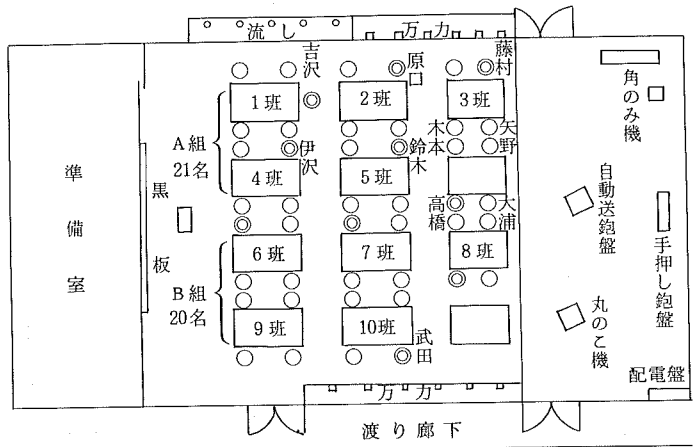 流し
万力
吉沢
原
藤村
角のみ機
1班
2班
3班
A組
21名
伊沢
鈴木
木本
矢野
4班
5班
準備室
黒板
自動送鉋盤
高橋
大浦
手押し鉋盤
6班
7班
8班
B組
20名
9班
10班
武田
丸のこ機
配電盤
万力
渡り廊下